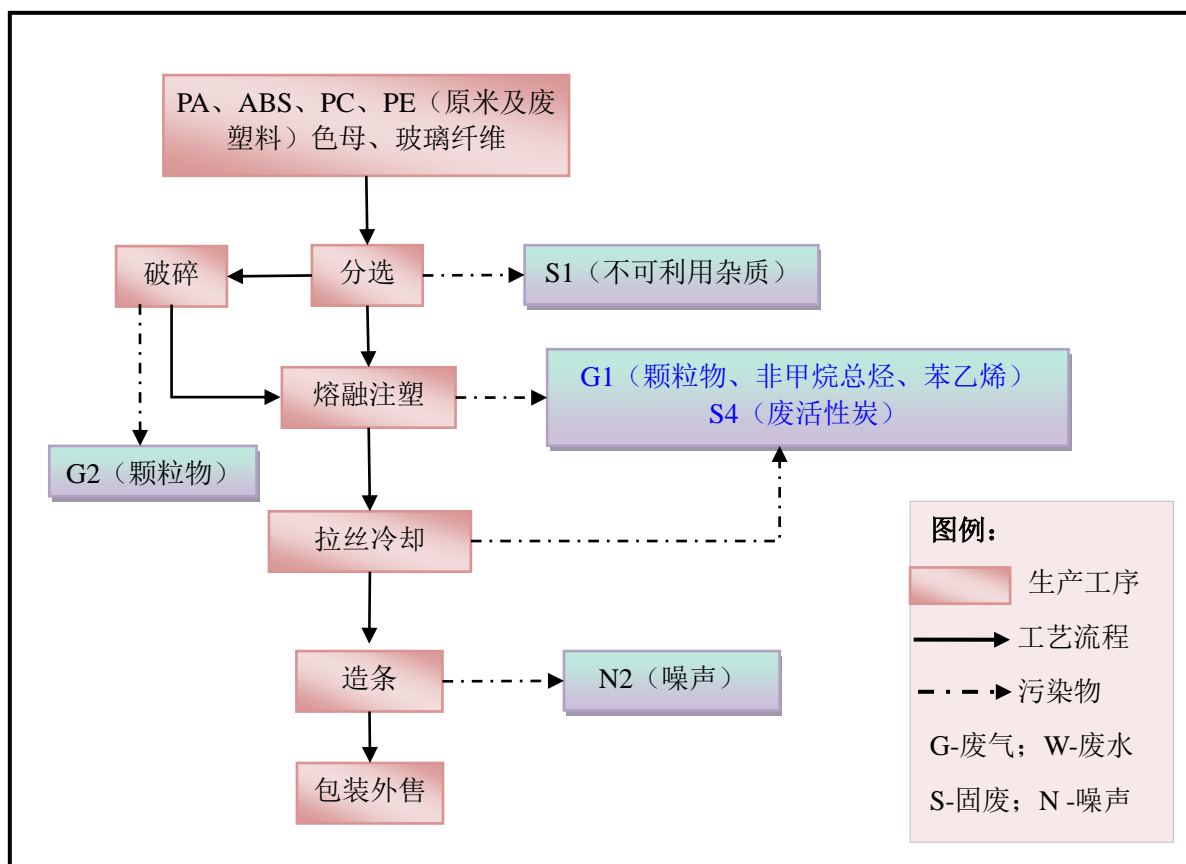 PA、ABS、PC、PE（原米及废
塑料）色母、玻璃纤维
破碎
分选
S1（不可利用杂质）
熔融注塑
G1（颗粒物、非甲烷总烃、苯乙烯）
S4（废活性炭）
G2（颗粒物）
拉丝冷却
造条
N2（噪声）
包装外售
图例：
生产工序
工艺流程
污染物
G-废气；W-废水
S-固废；N -噪声